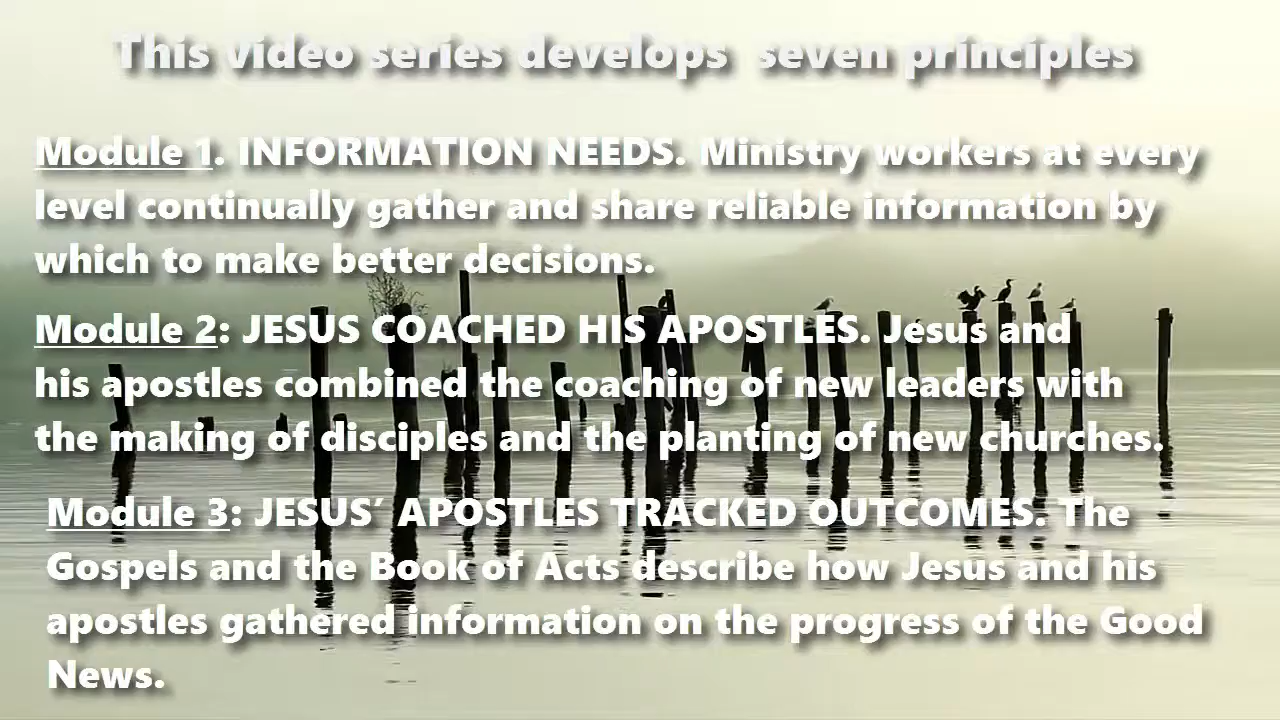 This video series develops seven principles
Module 1. INFORMATION NEEDS. Ministry workers at every
level continually gather and share reliable information by
which to make better decisions.
Module 2: JESUS COACHED HIS APOSTLES. Jesus and
his apostles combined the coaching of new leaders with
the making of disciples and the planting of new churches.
Module 3: JESUS’ APOSTLES TRACKED OUTCOMES. The
Gospels and the Book of Acts describe how Jesus and his
apostles gathered information on the progress of the Good
News.